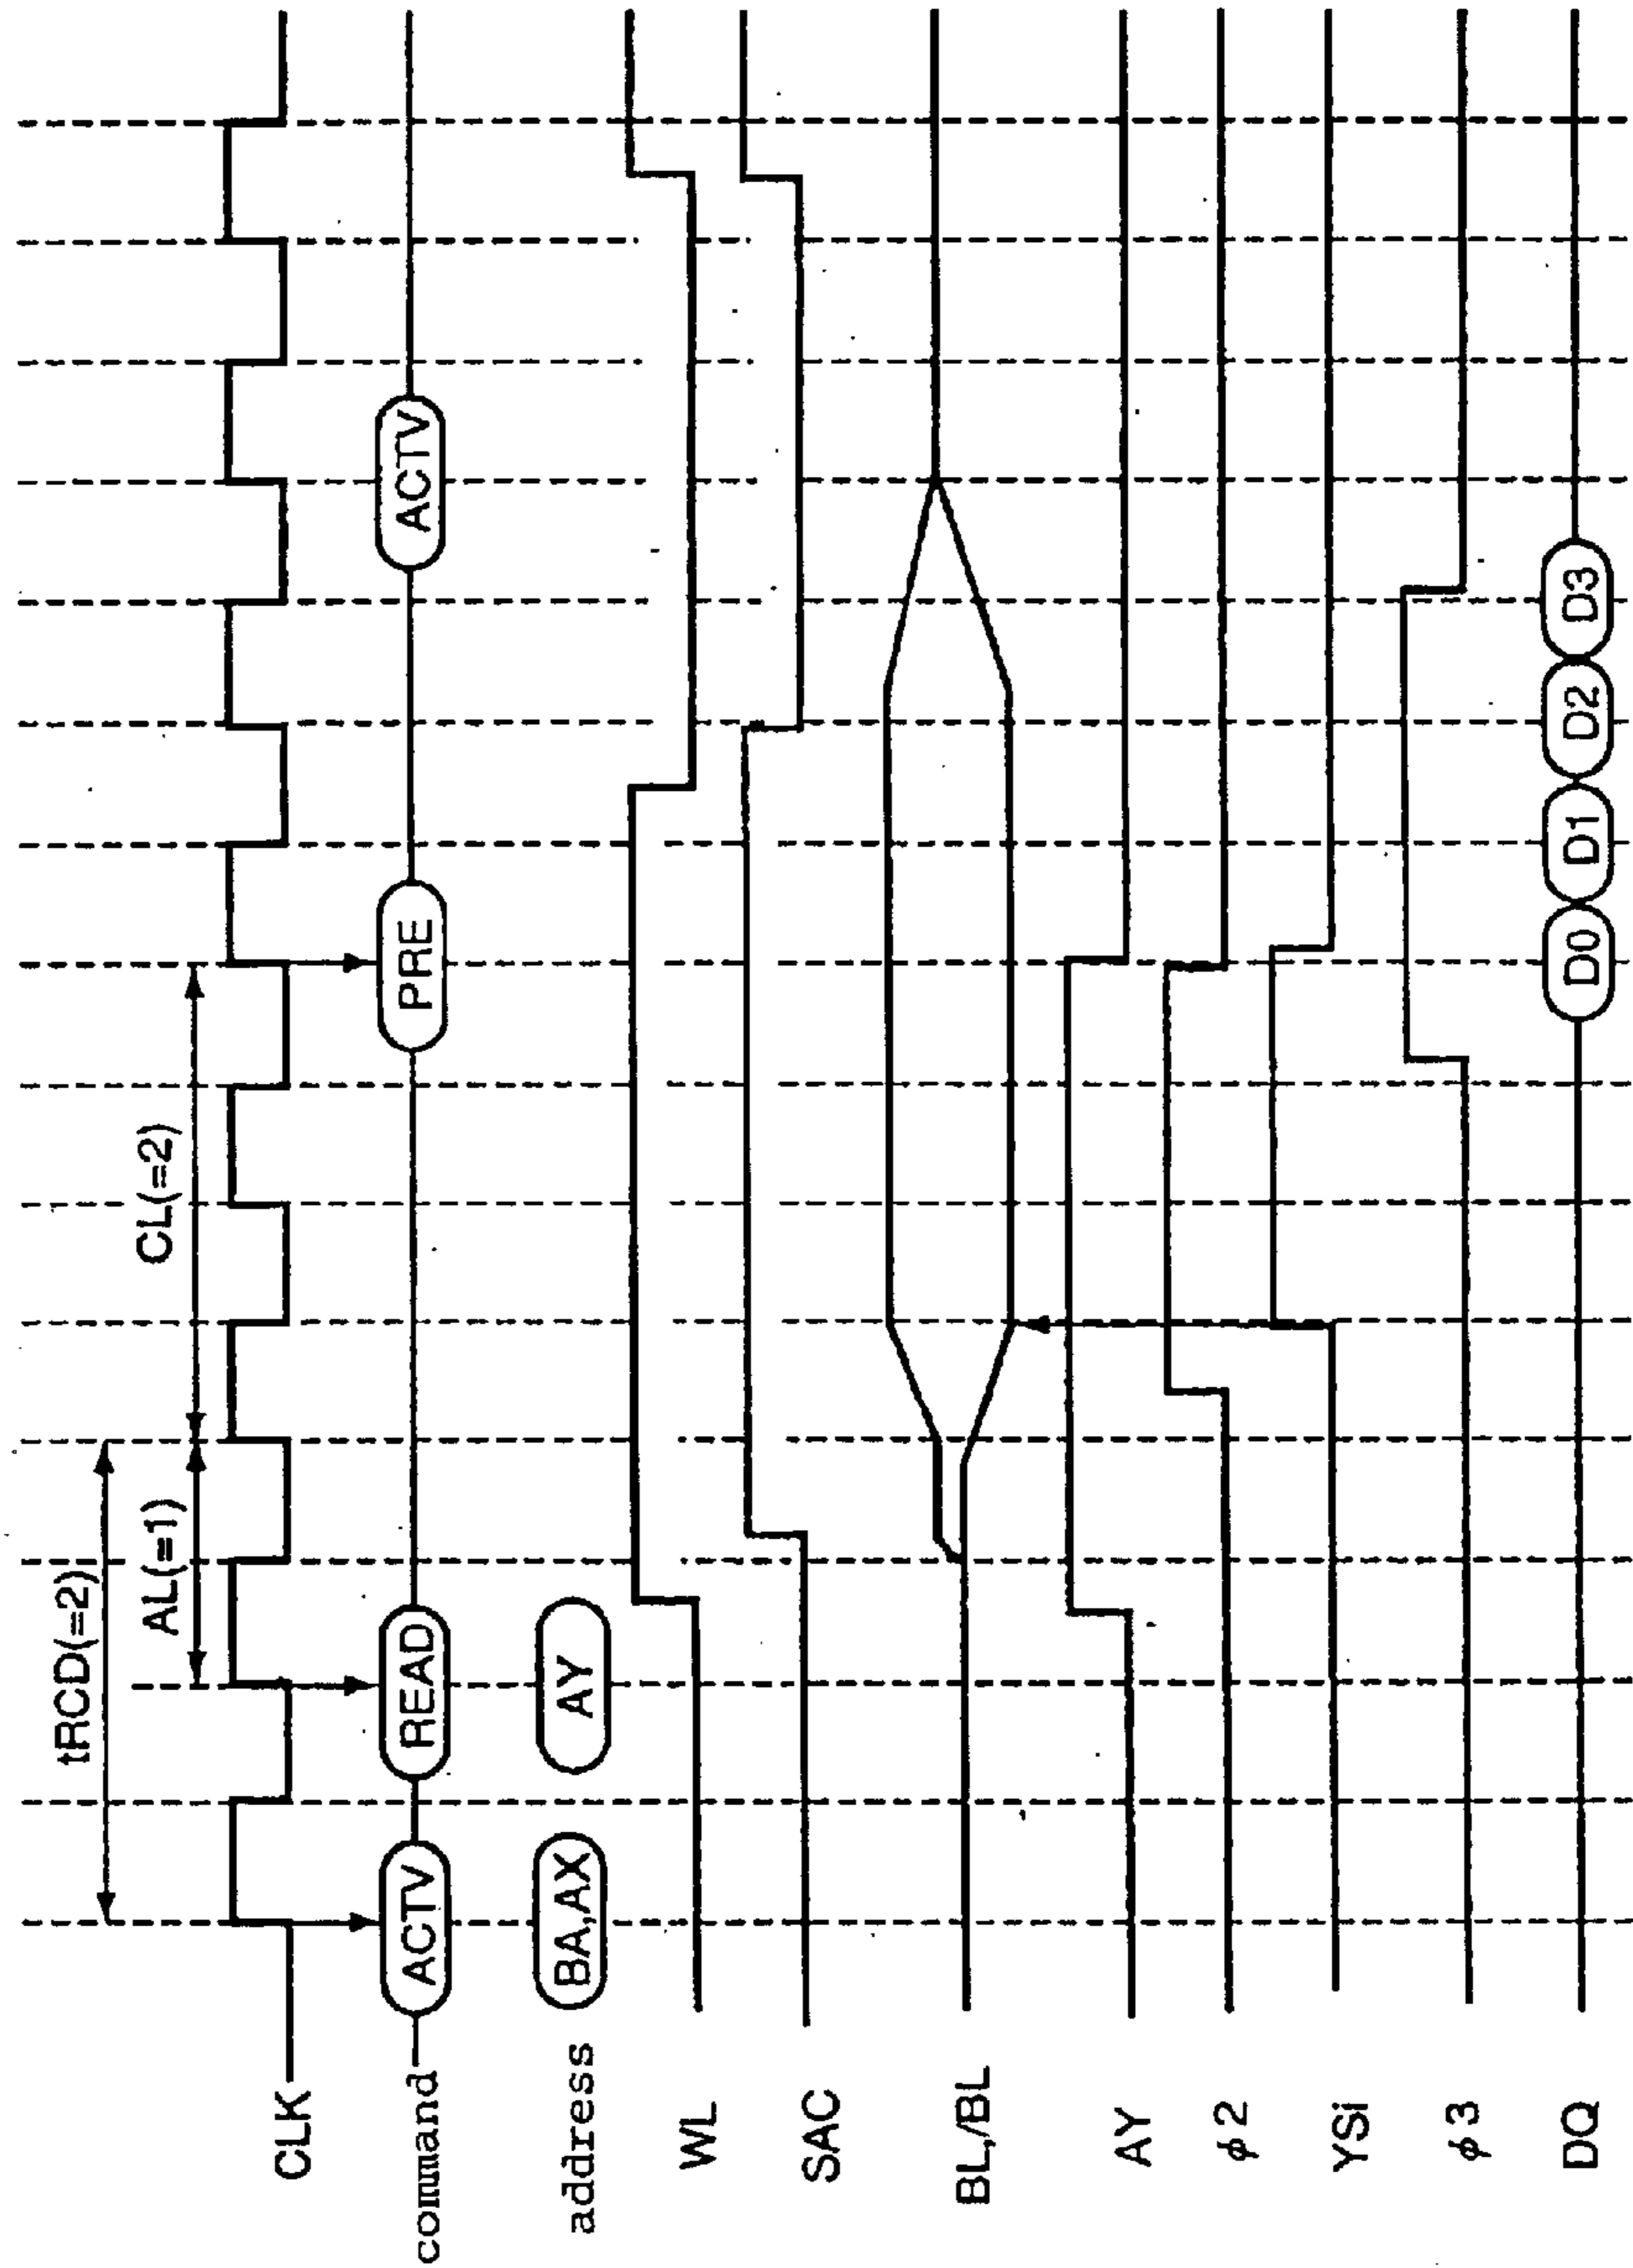 tRCD(=2)
AL(=1)
CL(=2)
CLK
command
ACTV
READ
PRE
ACTV
address
BA,AX
AY
WL
SAC
BL,/BL
AY
φ2
YSi
φ3
DQ
D0
D1
D2
D3